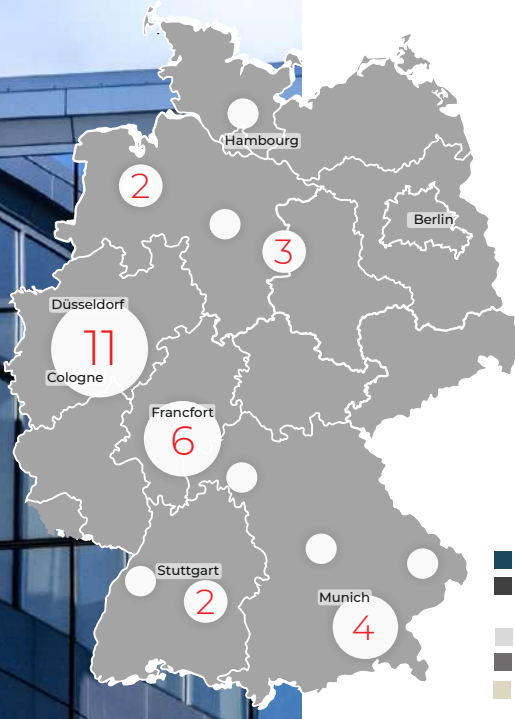 Hambourg
2
Berlin
3
Düsseldorf
11
Cologne
Francfort
6
Stuttgart
2
Munich
4